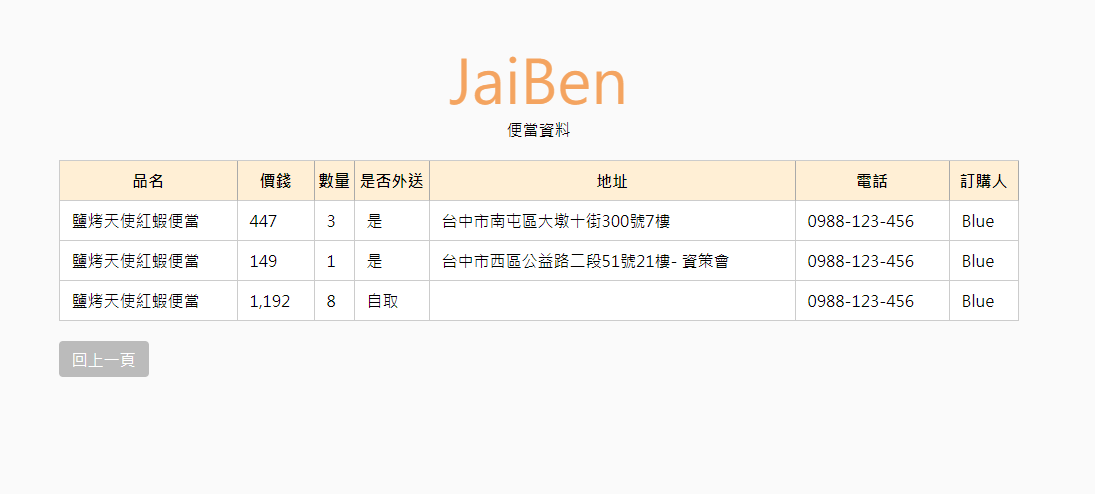 JaiBen
便當資料
品名 價錢 數量 是否外送 地址 電話 訂購人
鹽烤天使紅蝦便當 447 3 是 台中市南屯區大墩十街300號7樓 0988-123-456 Blue
鹽烤天使紅蝦便當 149 1 是 台中市西區公益路二段51號21樓- 資策會 0988-123-456 Blue
鹽烤天使紅蝦便當 1,192 8 自取 0988-123-456 Blue
回上一頁